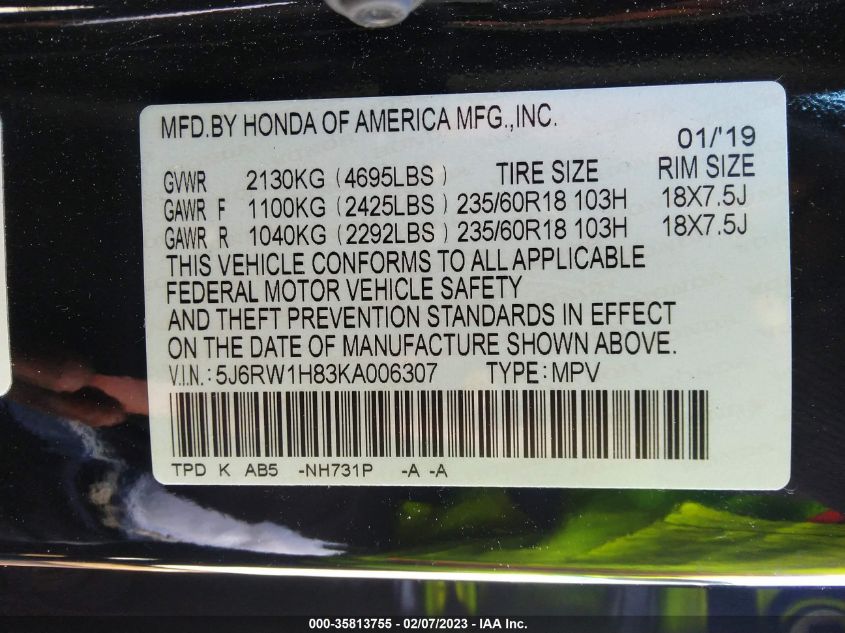 MFD.BY HONDA OF AMERICA MFG.,INC.
01/'19
GVWR 2130KG (4695LBS) TIRE SIZE RIM SIZE
GAWR F 1100KG (2425LBS) 235/60R18 103H 18X7.5J
GAWR R 1040KG (2292LBS) 235/60R18 103H 18X7.5J
THIS VEHICLE CONFORMS TO ALL APPLICABLE
FEDERAL MOTOR VEHICLE SAFETY
AND THEFT PREVENTION STANDARDS IN EFFECT
ON THE DATE OF MANUFACTURE SHOWN ABOVE.
V.I.N.: 5J6RW1H83KA006307 TYPE: MPV
TPD K AB5 -NH731P -A -A
000-35813755 - 02/07/2023 - IAA Inc.